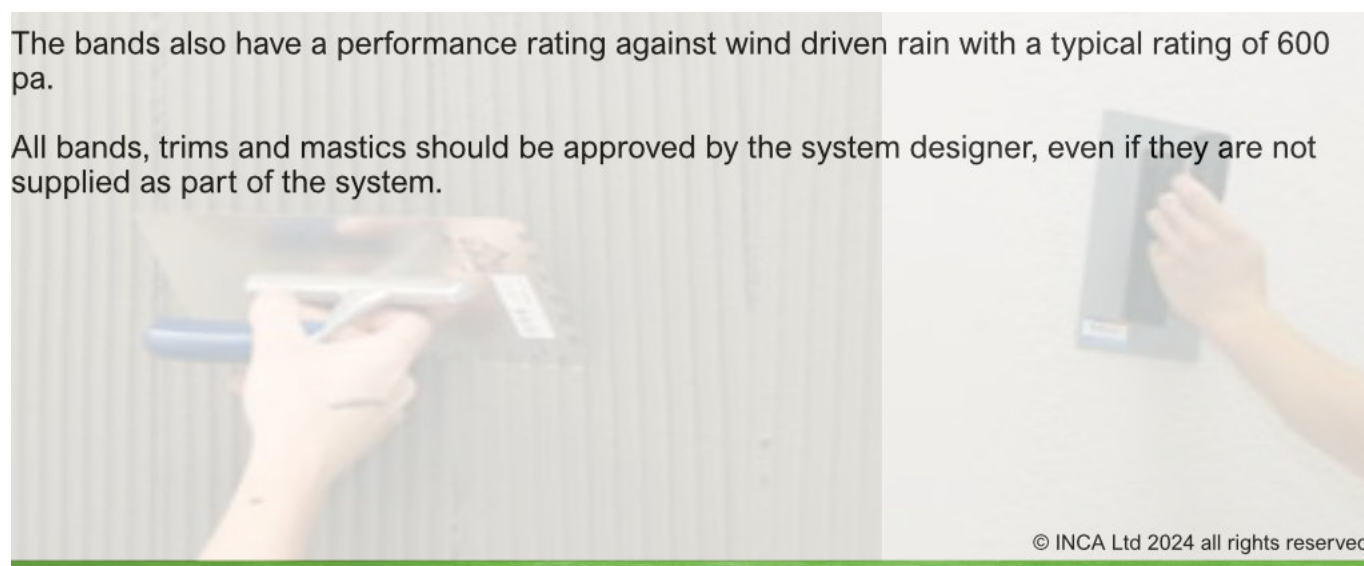 The bands also have a performance rating against wind driven rain with a typical rating of 600
pa.
All bands, trims and mastics should be approved by the system designer, even if they are not
supplied as part of the system.
© INCA Ltd 2024 all rights reserved